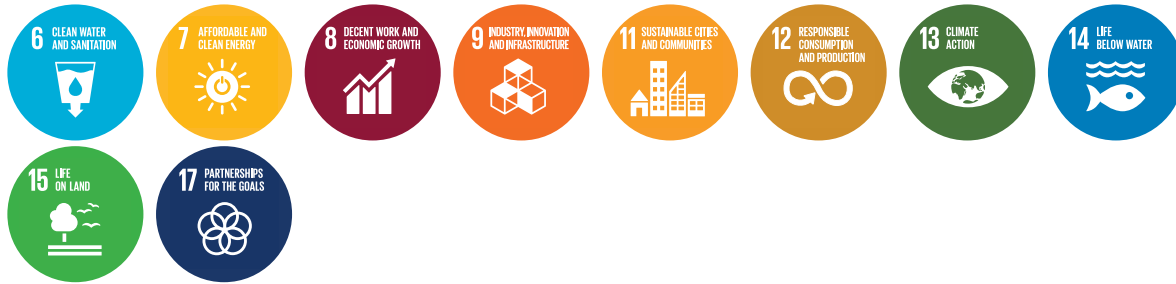 6 CLEAN WATER
AND SANITATION
7 AFFORDABLE AND
CLEAN ENERGY
8 DECENT WORK AND
ECONOMIC GROWTH
9 INDUSTRY, INNOVATION
AND INFRASTRUCTURE
11 SUSTAINABLE CITIES
AND COMMUNITIES
12 RESPONSIBLE
CONSUMPTION
AND PRODUCTION
13 CLIMATE
ACTION
14 LIFE
BELOW WATER
15 LIFE
ON LAND
17 PARTNERSHIPS
FOR THE GOALS